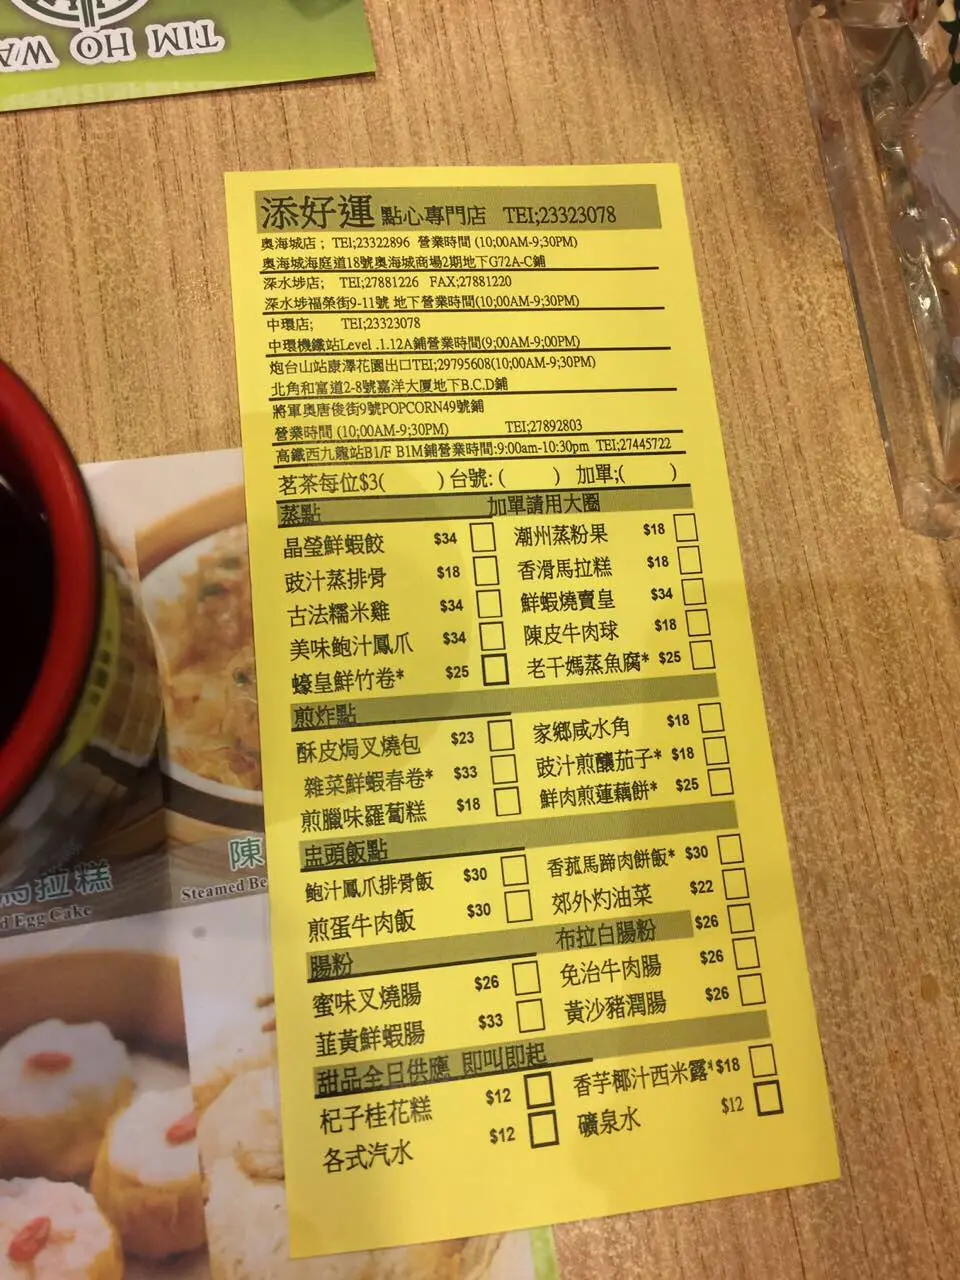 TIM HO WA
添好運 點心專門店 TEl;23323078
奥海城店; TEl;23322896 營業時間 (10;00AM-9;30PM)
奥海城海庭道18號奥海城商場2期地下G72A-C鋪
深水埗店; TEl;27881226 FAX;27881220
深水埗福榮街9-11號 地下營業時間(10;00AM-9;30PM)
中環店; TEl;23323078
中環機鐵站Level .1.12A鋪營業時間(9;00AM-9;00PM)
炮台山站康澤花園出口TEl;29795608(10;00AM-9;30PM)
北角和富道2-8號嘉洋大厦地下B.C.D鋪
將軍奥唐俊街9號POPCORN49號鋪
營業時間 (10;00AM-9;30PM) TEl;27892803
高鐵西九龍站B1/F B1M鋪營業時間:9:00am-10:30pm TEl;27445722
茗茶每位$3( ) 台號: ( ) 加單;( )
蒸點 加單請用大圈
晶瑩鮮蝦餃 $34 潮州蒸粉果 $18
豉汁蒸排骨 $18 香滑馬拉糕 $18
古法糯米雞 $34 鮮蝦燒賣皇 $34
美味鮑汁鳳爪 $34 陳皮牛肉球 $18
蠔皇鮮竹卷* $25 老干媽蒸魚腐* $25
煎炸點
酥皮焗叉燒包 $23 家鄉咸水角 $18
雜菜鮮蝦春卷* $33 豉汁煎釀茄子* $18
煎臘味羅蔔糕 $18 鮮肉煎蓮藕餅* $25
盅頭飯點
鮑汁鳳爪排骨飯 $30 香菰馬蹄肉餅飯* $30
煎蛋牛肉飯 $30 郊外灼油菜 $22
腸粉 布拉白腸粉 $26
蜜味叉燒腸 $26 免治牛肉腸 $26
韮黃鮮蝦腸 $33 黃沙豬潤腸 $26
甜品全日供應 即叫即起
杞子桂花糕 $12 香芋椰汁西米露* $18
各式汽水 $12 礦泉水 $12
馬拉糕
d Egg Cake
陳
Steamed Be